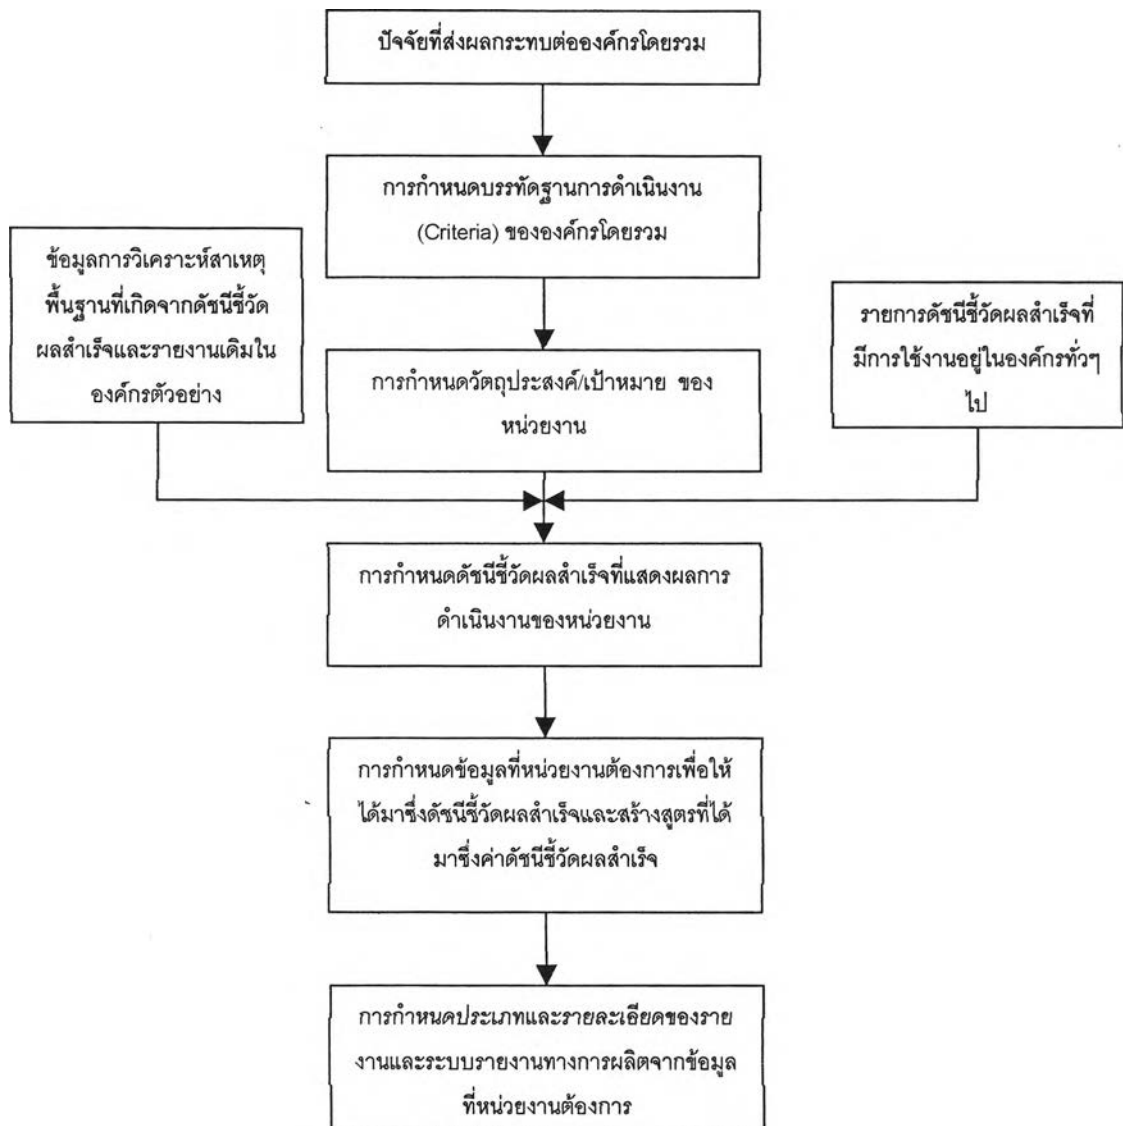 ปัจจัยที่ส่งผลกระทบต่อองค์กรโดยรวม
การกำหนดบรรทัดฐานการดำเนินงาน
(Criteria) ขององค์กรโดยรวม
ข้อมูลการวิเคราะห์สาเหตุ
พื้นฐานที่เกิดจากดัชนีชี้วัด
ผลสำเร็จและรายงานเดิมใน
องค์กรตัวอย่าง
รายการดัชนีชี้วัดผลสำเร็จที่
มีการใช้งานอยู่ในองค์กรทั่วๆ
ไป
การกำหนดวัตถุประสงค์/เป้าหมาย ของ
หน่วยงาน
การกำหนดดัชนีชี้วัดผลสำเร็จที่แสดงผลการ
ดำเนินงานของหน่วยงาน
การกำหนดข้อมูลที่หน่วยงานต้องการเพื่อให้
ได้มาซึ่งดัชนีชี้วัดผลสำเร็จและสร้างสูตรที่ได้
มาซึ่งค่าดัชนีชี้วัดผลสำเร็จ
การกำหนดประเภทและรายละเอียดของราย
งานและระบบรายงานทางการผลิตจากข้อมูล
ที่หน่วยงานต้องการ